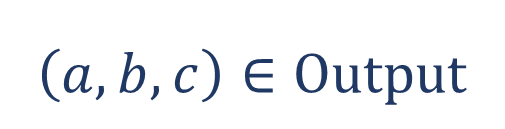 (a, b, c) ∈ Output